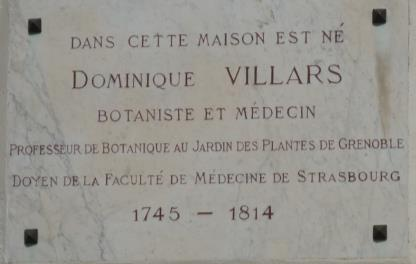 DANS CETTE MAISON EST NÉ
DOMINIQUE VILLARS
BOTANISTE ET MÉDECIN
PROFESSEUR DE BOTANIQUE AU JARDIN DES PLANTES DE GRENOBLE
DOYEN DE LA FACULTÉ DE MÉDECINE DE STRASBOURG
1745 — 1814